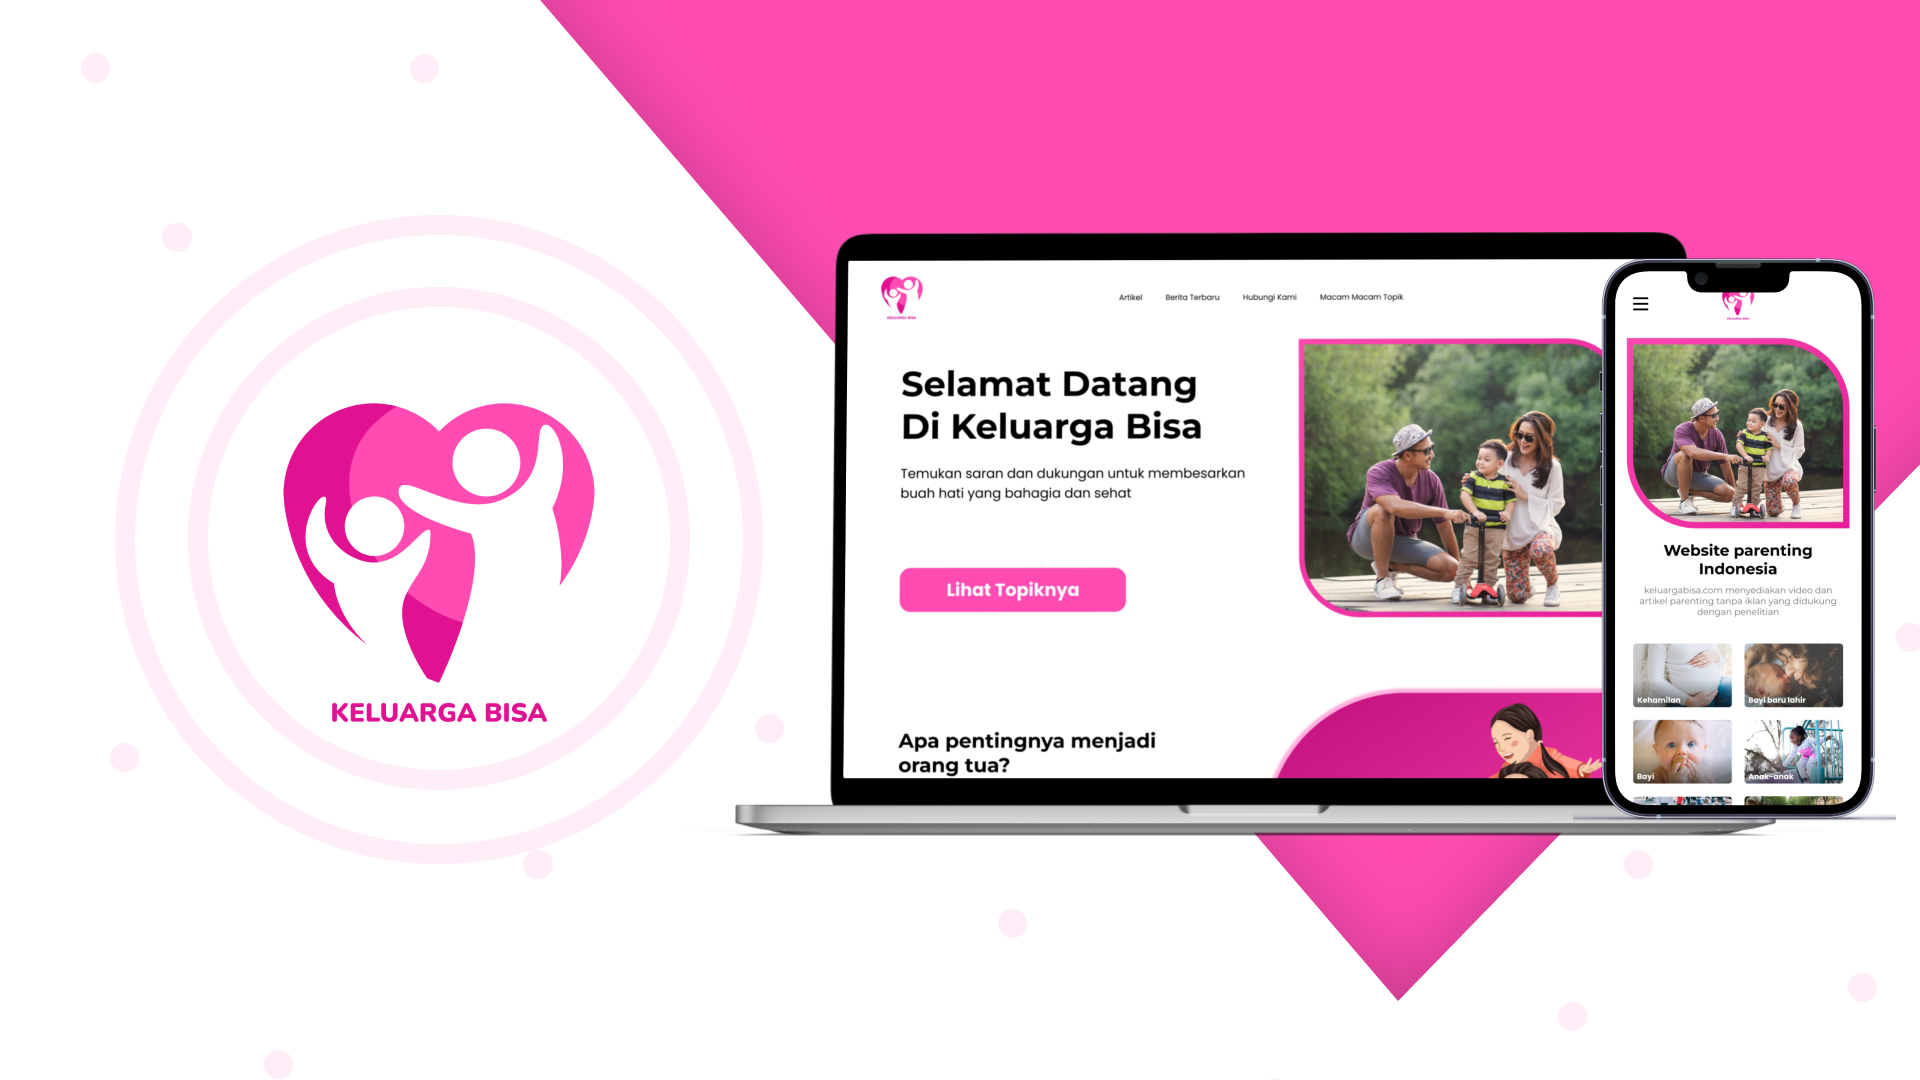 KELUARGA BISA
KELUARGA BISA
Artikel
Berita Terbaru
Hubungi Kami
Macam Macam Topik
Selamat Datang
Di Keluarga Bisa
Temukan saran dan dukungan untuk membesarkan
buah hati yang bahagia dan sehat
Lihat Topiknya
Apa pentingnya menjadi
orang tua?
KELUARGA BISA
Website parenting
Indonesia
keluargabisa.com menyediakan video dan
artikel parenting tanpa iklan yang didukung
dengan penelitian
Kehamilan
Bayi baru lahir
Bayi
Anak-anak